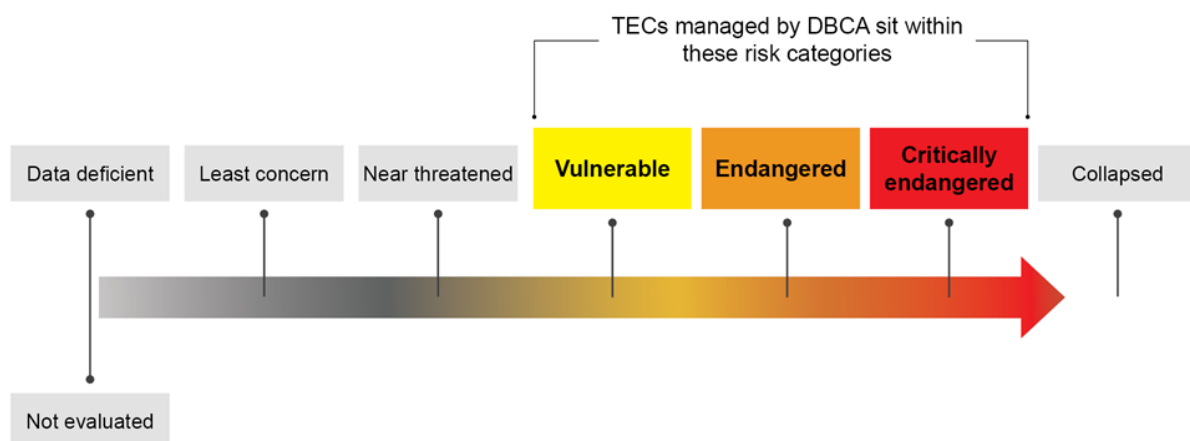 TECs managed by DBCA sit within
these risk categories
Data deficient
Least concern
Near threatened
Vulnerable
Endangered
Critically
endangered
Collapsed
Not evaluated